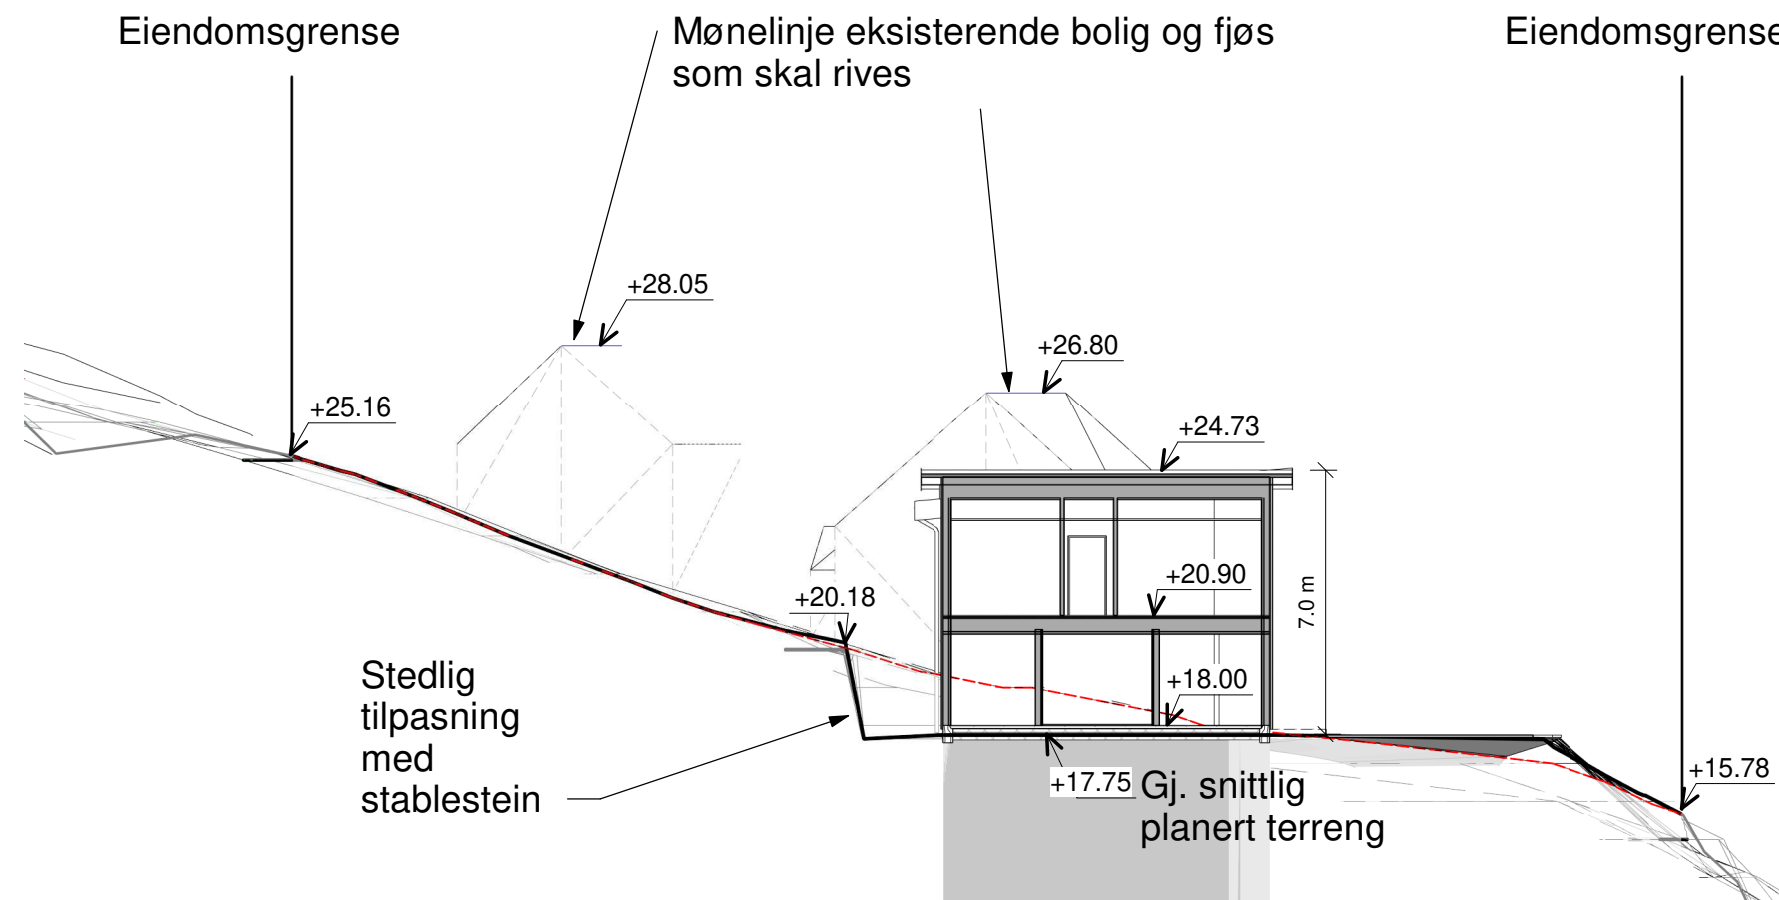 Eiendomsgrense
Mønelinje eksisterende bolig og fjøs
som skal rives
Eiendomsgrense
+28.05
+26.80
+25.16
+24.73
+20.90
+20.18
7.0 m
+18.00
Stedlig
tilpasning
med
stablestein
+17.75
Gj. snittlig
planert terreng
+15.78